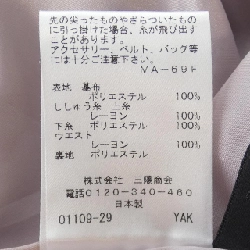 先の尖ったものやざらついたもの
に引っ掛けた場合、糸が飛び出す
ことがあります。
アクセサリー、ベルト、バッグ等
では十分ご注意下さい。
VA-69F
表地 基布
ポリエステル 100%
ししゅう糸 上糸
レーヨン 100%
下糸 ポリエステル 100%
ウエスト
レーヨン 100%
裏地 ポリエステル 100%
株式会社 三陽商会
電話0120-340-460
日本製
01109-29 YAK